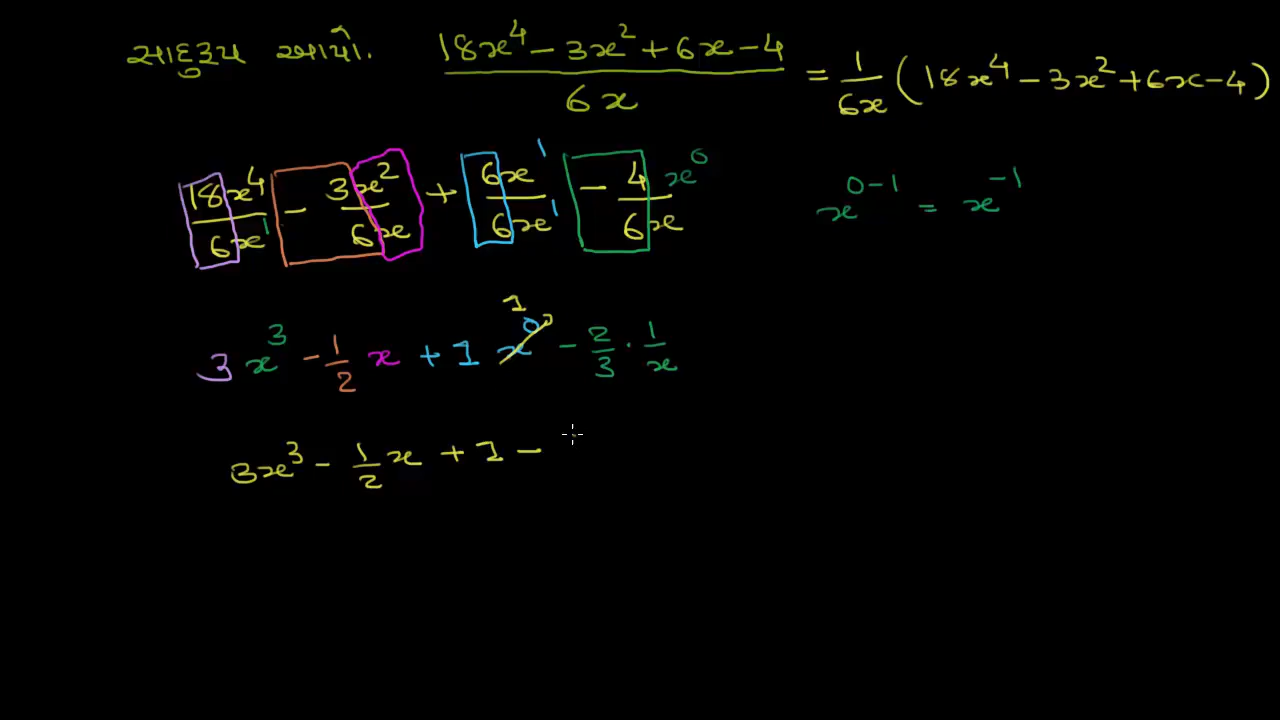 સાદુરૂપ આપો. (18x⁴ - 3x² + 6x - 4)/(6x) = 1/(6x) (18x⁴ - 3x² + 6x - 4)
18x⁴/6x¹ - 3x²/6x + 6x¹/6x¹ - 4x⁰/6x x⁰⁻¹ = x⁻¹
3x³ - 1/2 x + 1 x⁰ 1 - 2/3 · 1/x
3x³ - 1/2 x + 1 -